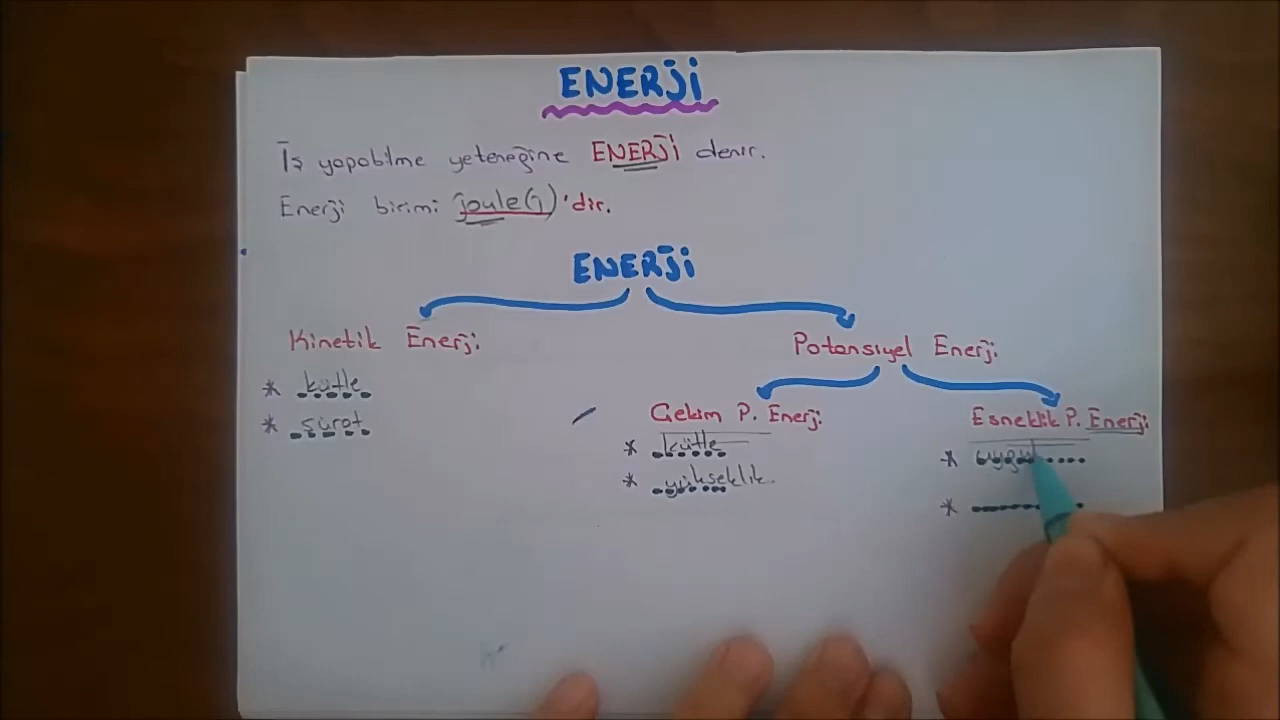 ENERJİ
İş yapabilme yeteneğine ENERJİ denir.
Enerji birimi joule(j)'dir.
ENERJİ
Kinetik Enerji
* kütle
* sürat
Potansiyel Enerji
Çekim P. Enerji
* kütle
* yükseklik
Esneklik P. Enerji
*
*